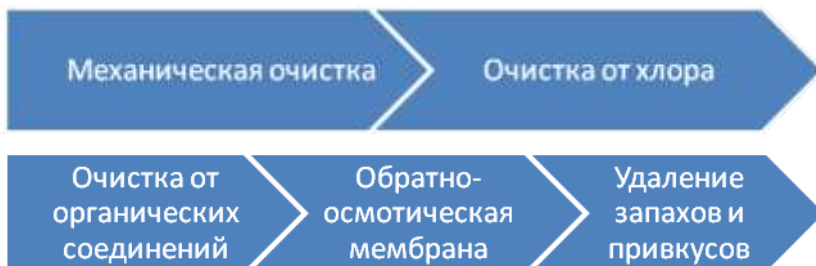 Механическая очистка
Очистка от хлора
Очистка от
органических
соединений
Обратно-
осмотическая
мембрана
Удаление
запахов и
привкусов